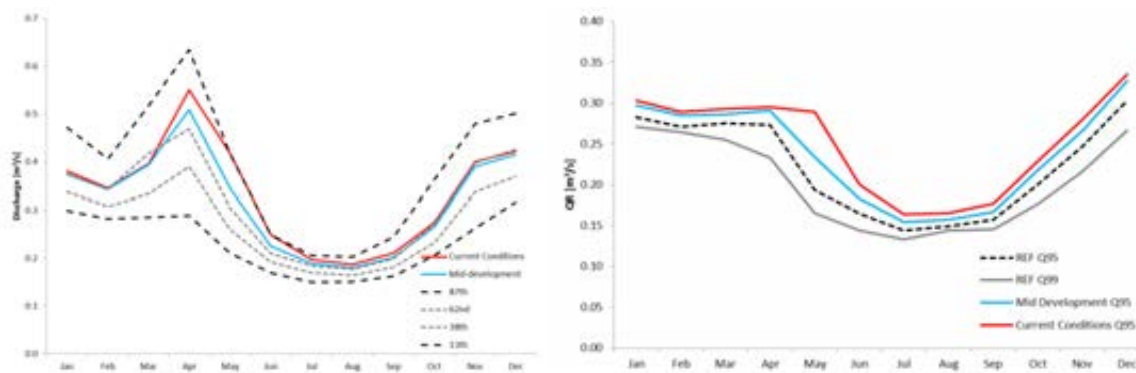 0.7
0.6
0.5
0.4
0.3
0.2
0.1
0.0
Discharge [m³/s]
Jan Feb Mar Apr May Jun Jul Aug Sep Oct Nov Dec
Current Conditions
Mid-development
87th
62nd
38th
13th
0.40
0.35
0.30
0.25
0.20
0.15
0.10
0.05
0.00
QR [m³/s]
Jan Feb Mar Apr May Jun Jul Aug Sep Oct Nov Dec
REF Q95
REF Q99
Mid Development Q95
Current Conditions Q95